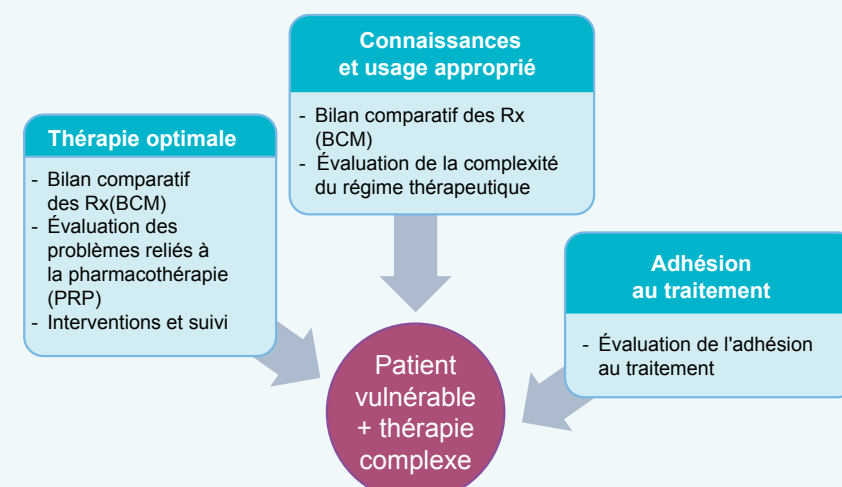 Connaissances
et usage approprié
- Bilan comparatif des Rx
(BCM)
- Évaluation de la complexité
du régime thérapeutique
Thérapie optimale
- Bilan comparatif
des Rx(BCM)
- Évaluation des
problèmes reliés à
la pharmacothérapie
(PRP)
- Interventions et suivi
Adhésion
au traitement
- Évaluation de l'adhésion
au traitement
Patient
vulnérable
+ thérapie
complexe